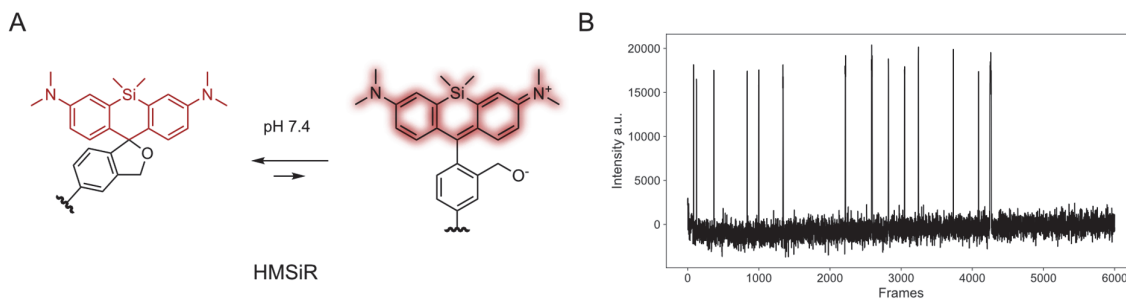 A
Si
N
N
O
pH 7.4
Si
N
N+
O-
HMSiR
B
Intensity a.u.
20000
15000
10000
5000
0
0
1000
2000
3000
4000
5000
6000
Frames